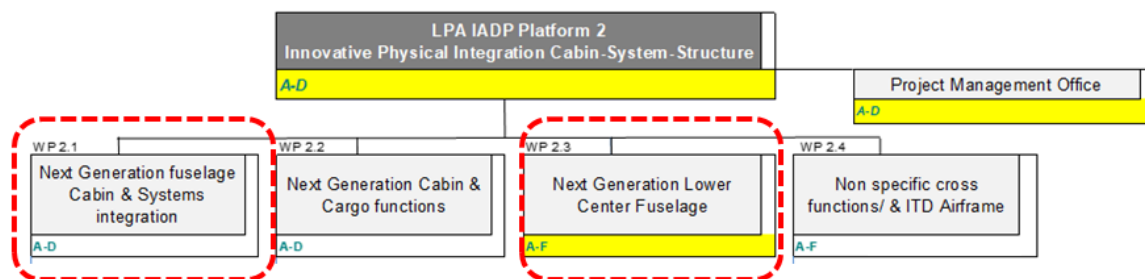 LPA IADP Platform 2
Innovative Physical Integration Cabin-System-Structure
A-D
Project Management Office
A-D
WP 2.1
Next Generation fuselage
Cabin & Systems
integration
A-D
WP 2.2
Next Generation Cabin &
Cargo functions
A-D
WP 2.3
Next Generation Lower
Center Fuselage
A-F
WP 2.4
Non specific cross
functions/ & ITD Airframe
A-F